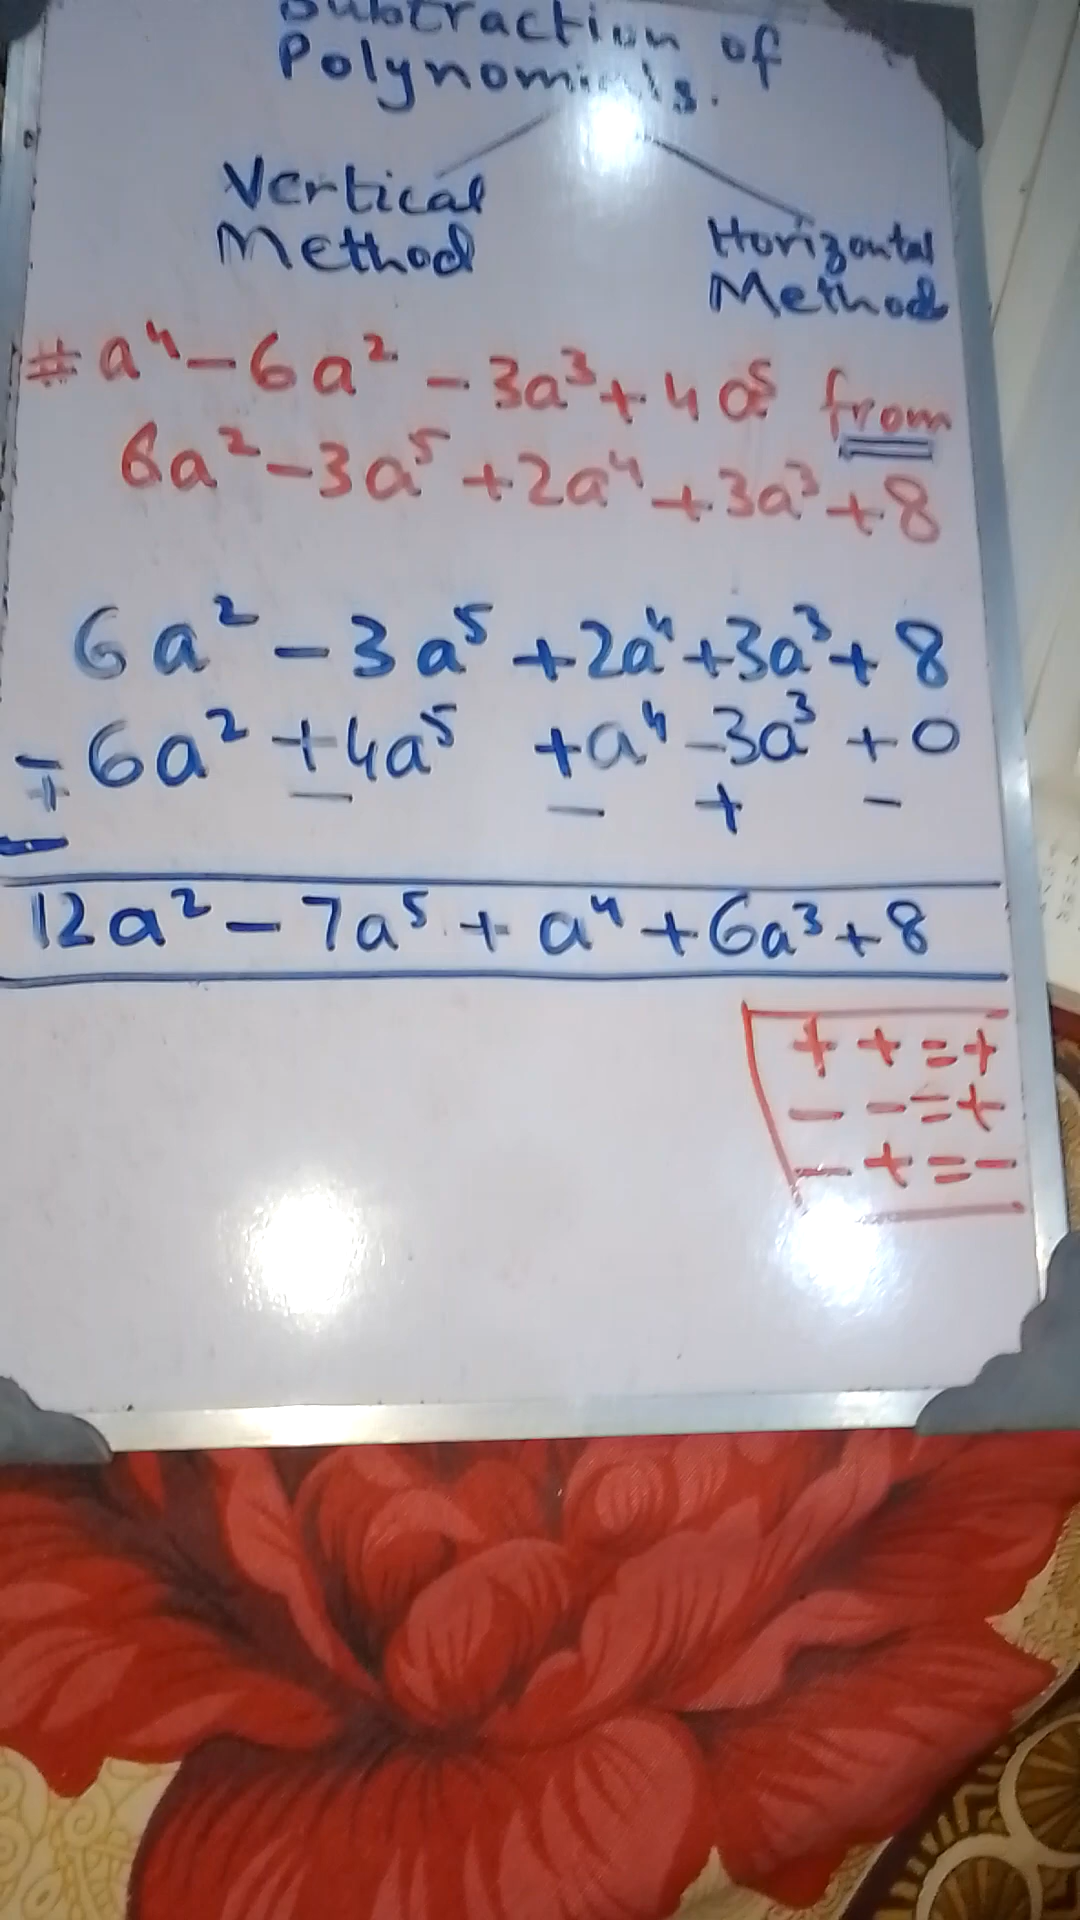 Subtraction of
Polynomials.
Vertical
Method
Horizontal
Method
# a⁴ - 6a² - 3a³ + 4a⁵ from
6a² - 3a⁵ + 2a⁴ + 3a³ + 8
6a² - 3a⁵ + 2a⁴ + 3a³ + 8
- 6a² + 4a⁵ + a⁴ - 3a³ + 0
+ - - + -
-
12a² - 7a⁵ + a⁴ + 6a³ + 8
+ + = +
- - = +
- + = -